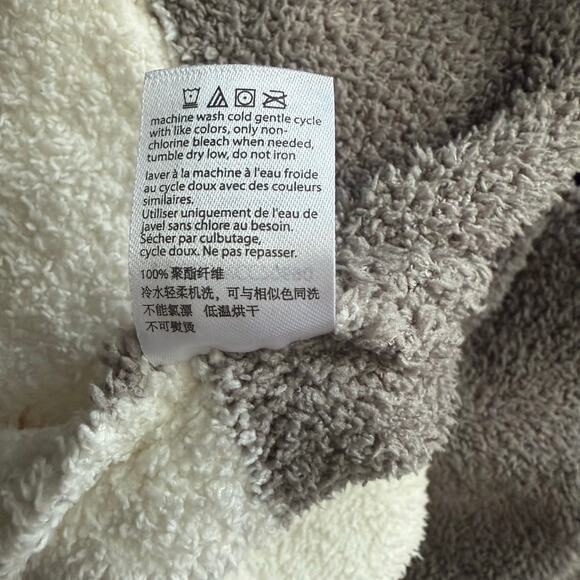 machine wash cold gentle cycle
with like colors, only non-
chlorine bleach when needed,
tumble dry low, do not iron
laver à la machine à l'eau froide
au cycle doux avec des couleurs
similaires.
Utiliser uniquement de l'eau de
javel sans chlore au besoin.
Sécher par culbutage,
cycle doux. Ne pas repasser.
100% 聚酯纤维
冷水轻柔机洗，可与相似色同洗
不能氯漂 低温烘干
不可熨烫